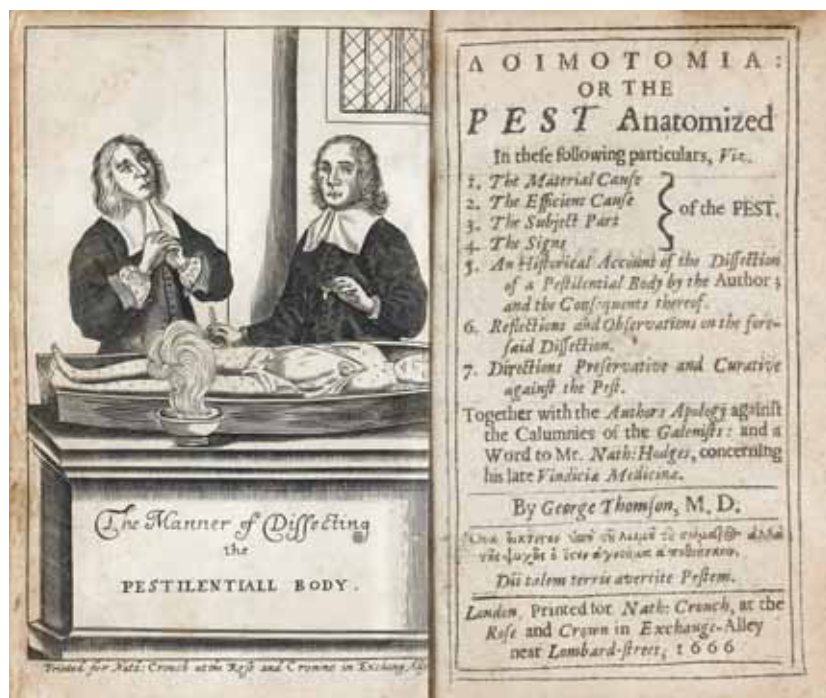 The Manner of Dissecting
the
PESTILENTIALL BODY.
Printed for Nath: Crouch at the Rose and Crowne in Exchang Alle
ΛΟΙΜΟΤΟΜΙΑ:
OR THE
PEST Anatomized
In theſe following particulars, Viz.
1. The Material Cauſe
2. The Efficient Cauſe
3. The Subject Part
4. The Signs
} of the PEST.
5. An Hiſtorical Account of the Diſſection
of a Peſtilential Body by the Author;
and the Conſequents thereof.
6. Reflections and Obſervations on the fore-
ſaid Diſſection.
7. Directions Preſervative and Curative
againſt the Peſt.
Together with the Authors Apology againſt
the Calumnies of the Galeniſts: and a
Word to Mr. Nath: Hodges, concerning
his late Vindiciæ Medicinæ.
By George Thomſon, M. D.
Dii talem terris avertite Peſtem.
London, Printed for Nath: Crouch, at the
Roſe and Crown in Exchange-Alley
near Lombard-ſtreet, 1666